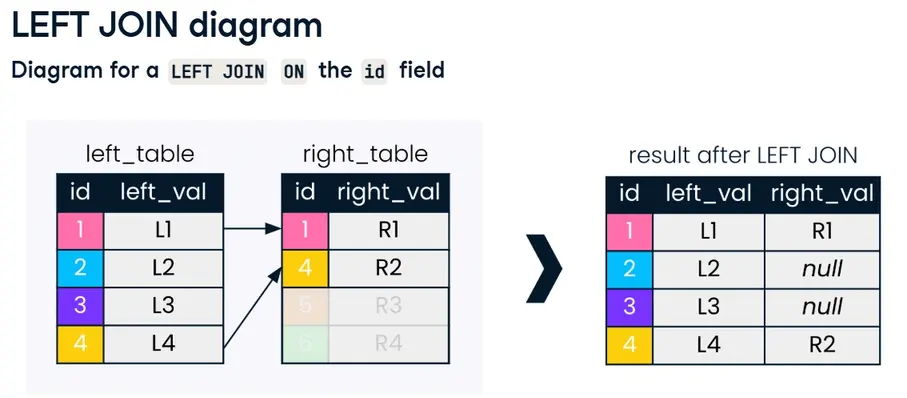 LEFT JOIN diagram
Diagram for a LEFT JOIN ON the id field
left_table right_table result after LEFT JOIN
id left_val id right_val id left_val right_val
1 L1 1 R1 1 L1 R1
2 L2 4 R2 2 L2 null
3 L3 5 R3 3 L3 null
4 L4 6 R4 4 L4 R2